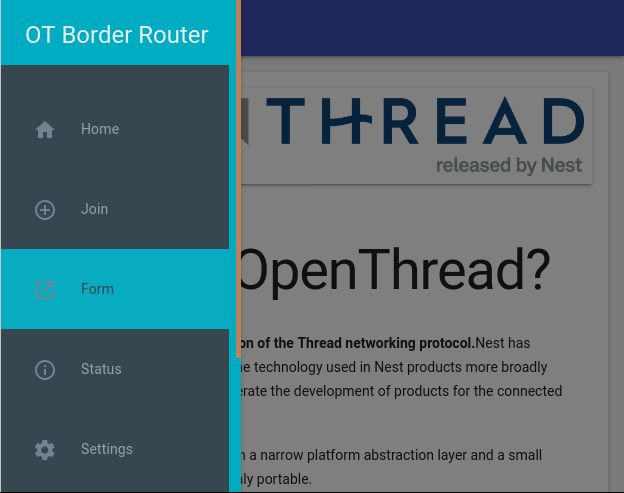 OT Border Router
Home
Join
Form
Status
Settings
THREAD
released by Nest
OpenThread?
on of the Thread networking protocol.Nest has
e technology used in Nest products more broadly
erate the development of products for the connected
n a narrow platform abstraction layer and a small
ly portable.